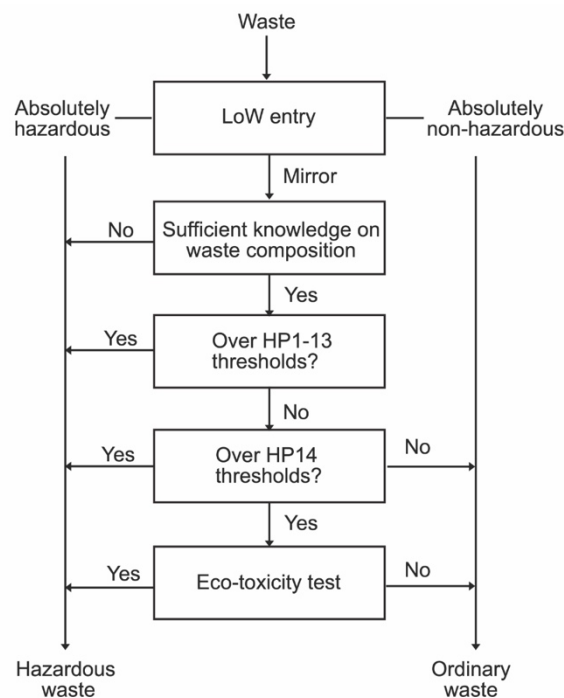 Waste
Absolutely
hazardous
LoW entry
Absolutely
non-hazardous
Mirror
No
Sufficient knowledge on
waste composition
Yes
Yes
Over HP1-13
thresholds?
No
Yes
Over HP14
thresholds?
No
Yes
Yes
Eco-toxicity test
No
Hazardous
waste
Ordinary
waste